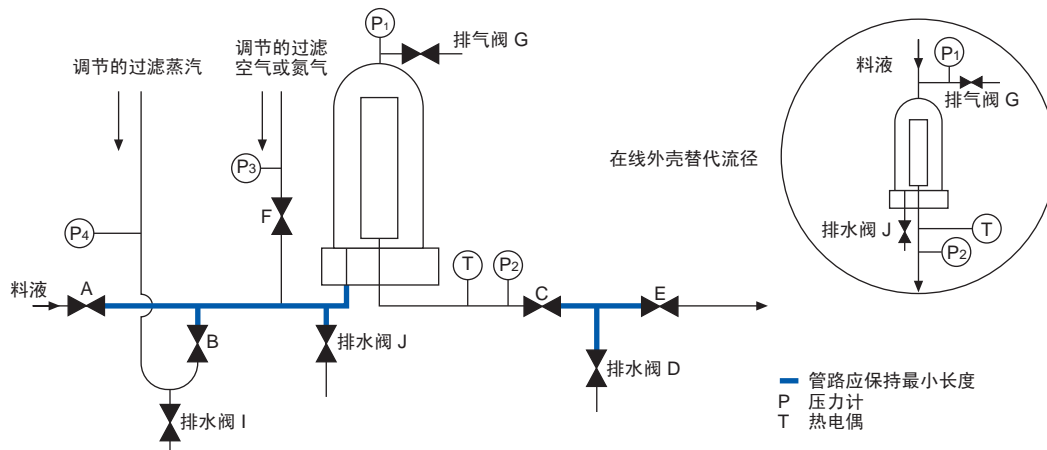 调节的过滤蒸汽
调节的过滤
空气或氮气
P1
排气阀 G
P3
F
P4
料液
A
B
排水阀 I
排水阀 J
T
P2
C
E
排水阀 D
在线外壳替代流径
料液
P1
排气阀 G
排水阀 J
T
P2
管路应保持最小长度
P 压力计
T 热电偶